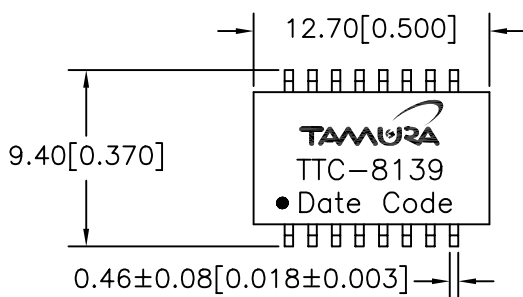 12.70[0.500]
9.40[0.370]
TAMURA
TTC-8139
Date Code
0.46±0.08[0.018±0.003]